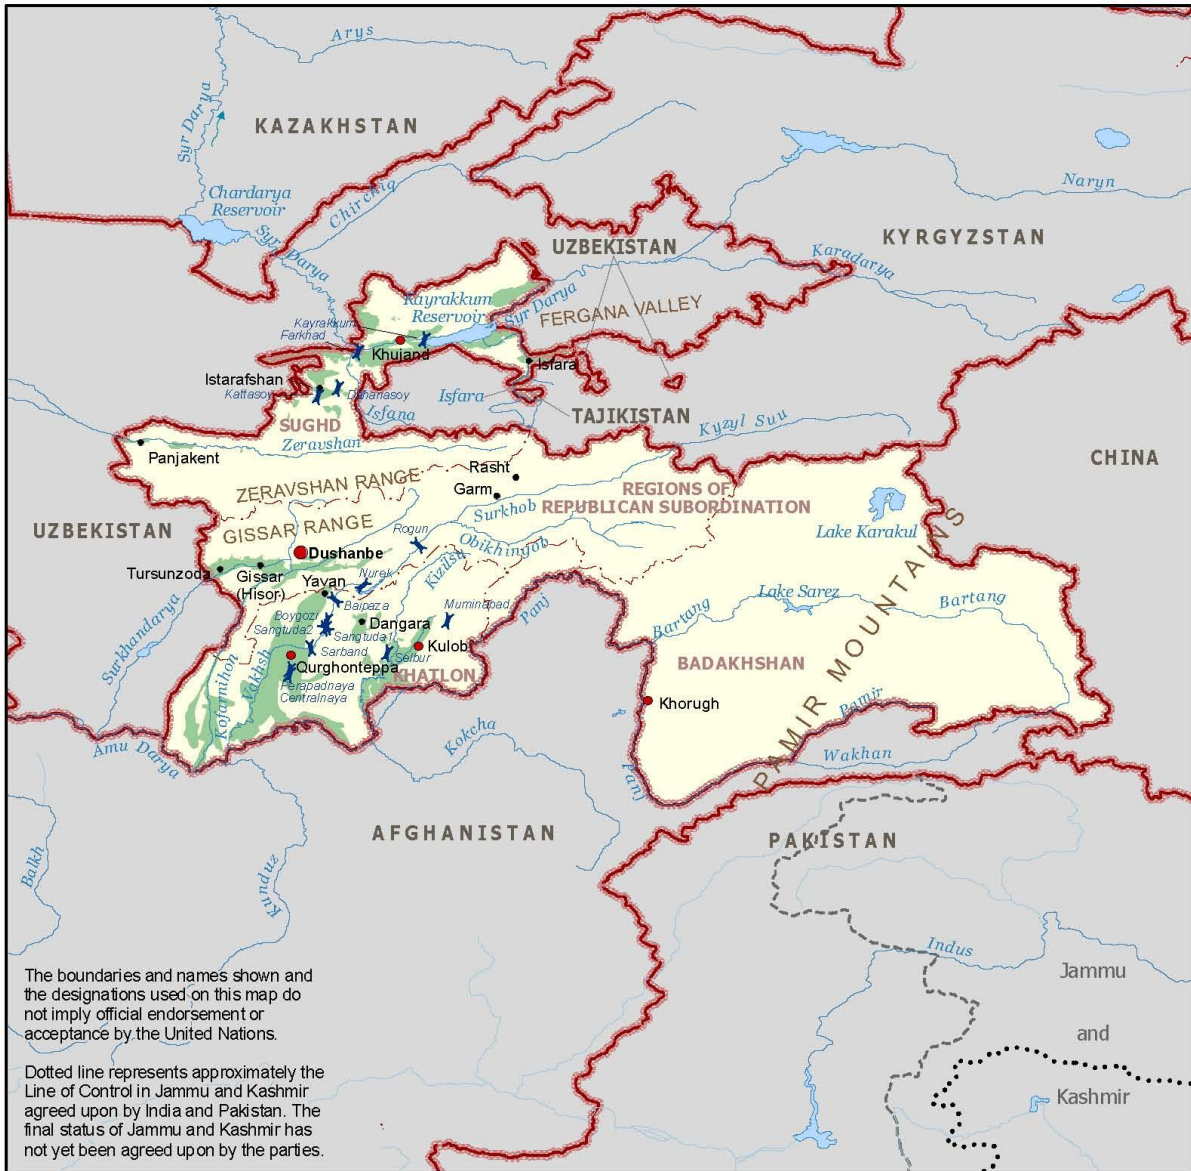 Arys
Syr Darya
KAZAKHSTAN
Chardarya
Reservoir
Chirchiq
Naryn
Syr Darya
UZBEKISTAN
KYRGYZSTAN
Karadarya
Kayrakkum
Reservoir
Syr Darya
FERGANA VALLEY
Kayrakkum
Farkhad
Khujand
Isfara
Istarafshan
Kattasoy
Dahanasoy
Isfara
Isfana
TAJIKISTAN
SUGHD
Kyzyl Suu
Zeravshan
Panjakent
CHINA
Rasht
ZERAVSHAN RANGE
Garm
REGIONS OF
REPUBLICAN SUBORDINATION
Surkhob
GISSAR RANGE
UZBEKISTAN
Rogun
Obikhingob
Lake Karakul
Dushanbe
Kizilsu
Tursunzoda
Gissar
(Hisor)
Yavan
Nurek
Baipaza
Lake Sarez
Bartang
Bartang
Muminabad
Panj
Boygozi
Sangtuda2
Dangara
Sangtuda1
Surkhandarya
Sarband
Kulob
Selbur
Qurghonteppa
KHATLON
BADAKHSHAN
PAMIR MOUNTAINS
Kofarnihon
Vakhsh
Perapadnaya
Centralnaya
Khorugh
Pamir
Kokcha
Amu Darya
Wakhan
Panj
AFGHANISTAN
PAKISTAN
Balkh
Kunduz
Indus
Jammu
and
Kashmir
The boundaries and names shown and
the designations used on this map do
not imply official endorsement or
acceptance by the United Nations.
Dotted line represents approximately the
Line of Control in Jammu and Kashmir
agreed upon by India and Pakistan. The
final status of Jammu and Kashmir has
not yet been agreed upon by the parties.